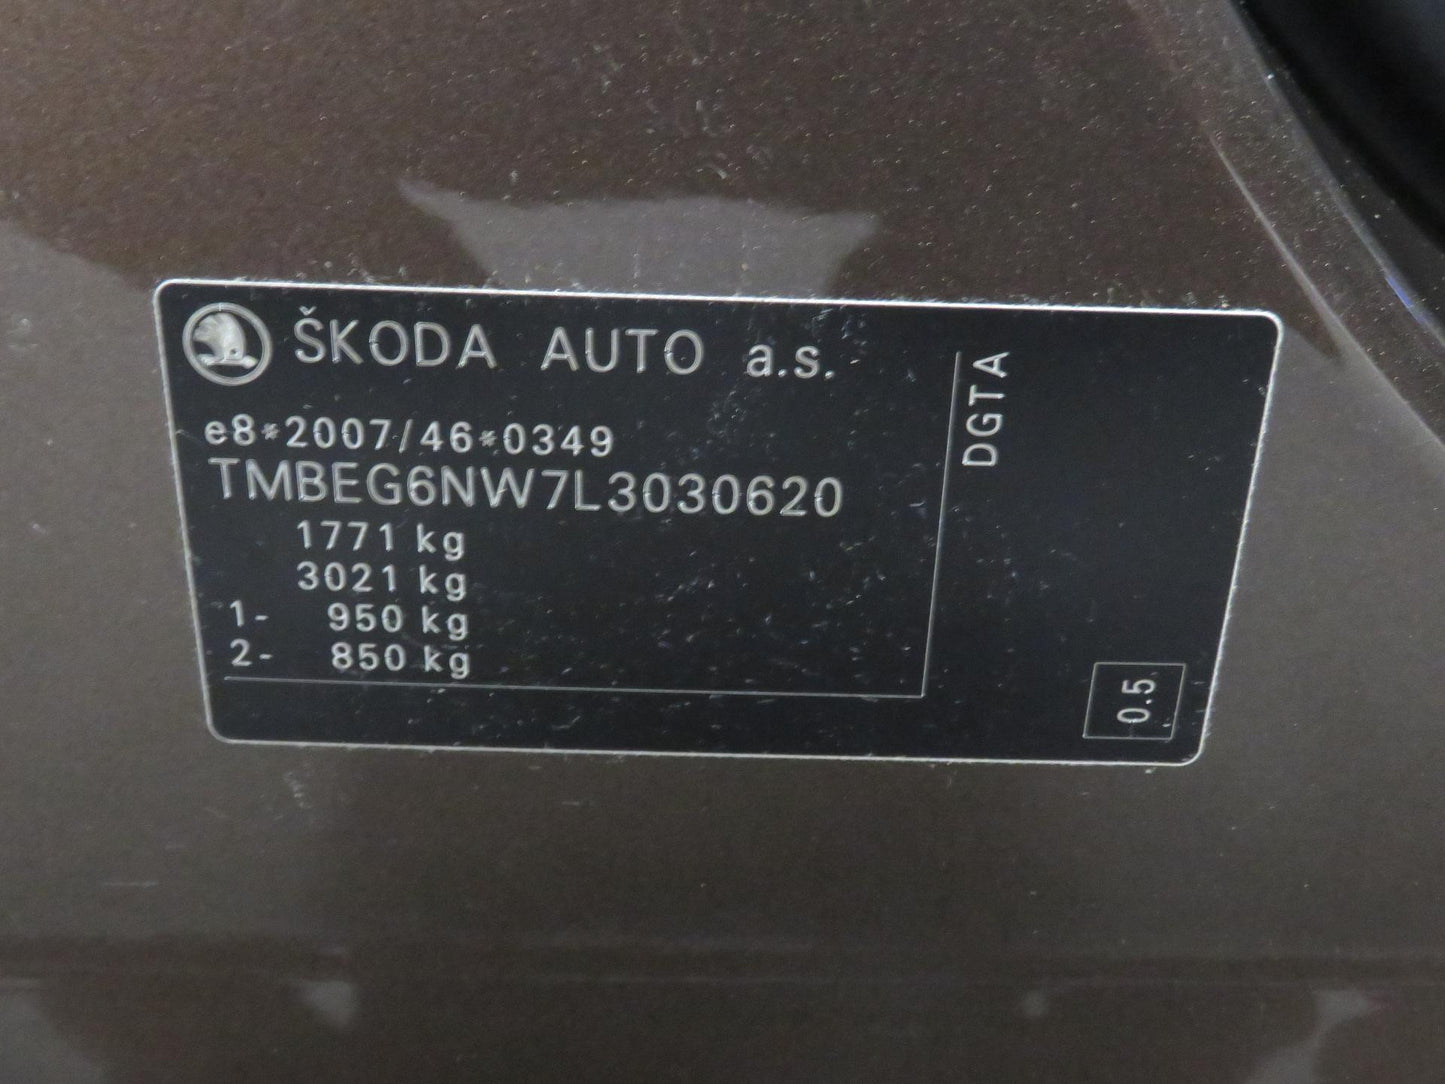 ŠKODA AUTO a.s.
e8*2007/46*0349
TMBEG6NW7L3030620
1771 kg
3021 kg
1- 950 kg
2- 850 kg
DGTA
0.5